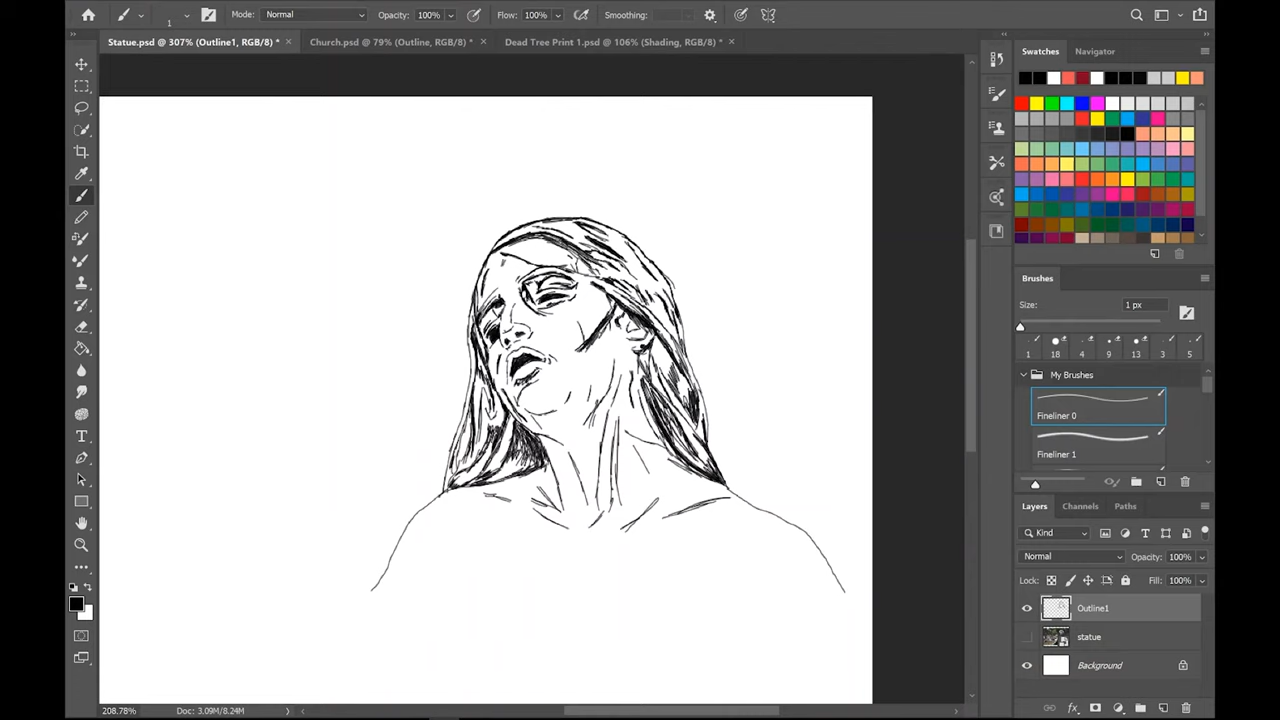 1 Mode: Normal Opacity: 100% Flow: 100% Smoothing:
Statue.psd @ 307% (Outline1, RGB/8) * × Church.psd @ 79% (Outline, RGB/8) * × Dead Tree Print 1.psd @ 106% (Shading, RGB/8) * ×
Swatches Navigator
Brushes
Size: 1 px
1 18 4 9 13 3 5
My Brushes
Fineliner 0
Fineliner 1
Layers Channels Paths
Kind
Normal Opacity: 100%
Lock: Fill: 100%
Outline1
statue
Background
208.78% Doc: 3.09M/8.24M